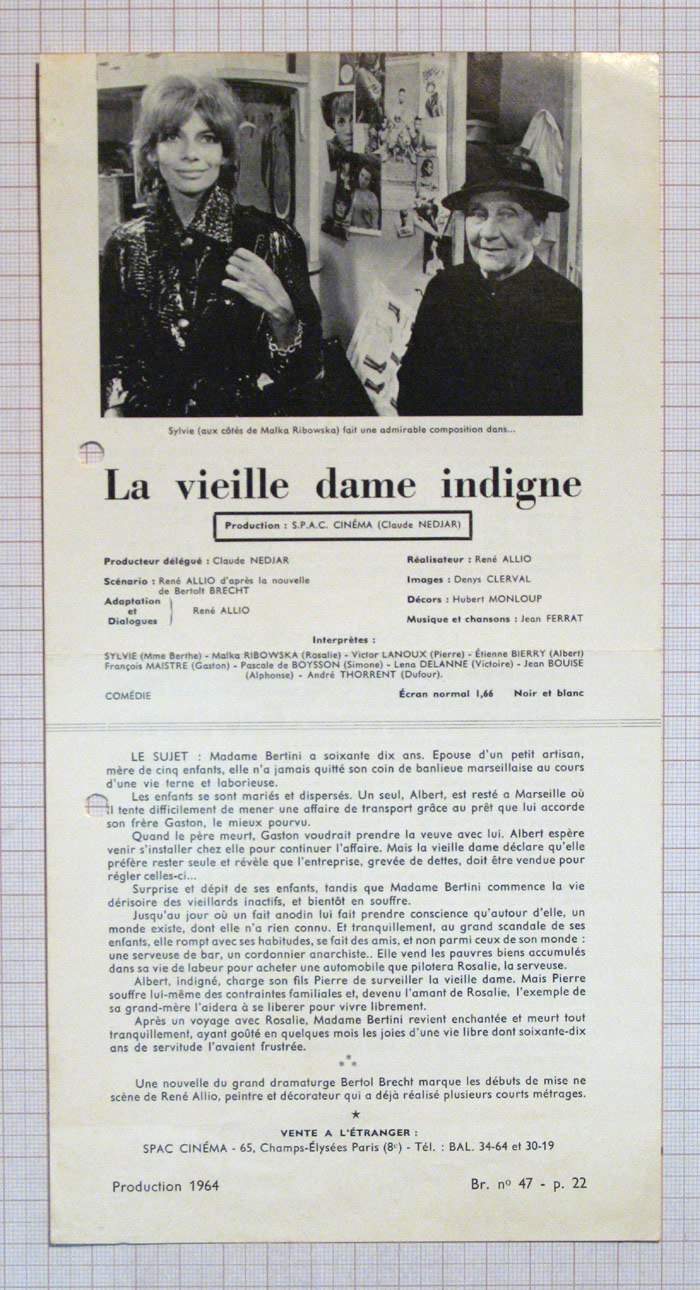 Sylvie (aux côtés de Malka Ribowska) fait une admirable composition dans...
La vieille dame indigne
Production : S.P.A.C. CINÉMA (Claude NEDJAR)
Producteur délégué : Claude NEDJAR
Scénario : René ALLIO d'après la nouvelle
de Bertolt BRECHT
Adaptation
et
Dialogues
René ALLIO
Réalisateur : René ALLIO
Images : Denys CLERVAL
Décors : Hubert MONLOUP
Musique et chansons : Jean FERRAT
Interprètes :
SYLVIE (Mme Berthe) - Malka RIBOWSKA (Rosalie) - Victor LANOUX (Pierre) - Étienne BIERRY (Albert)
François MAISTRE (Gaston) - Pascale de BOYSSON (Simone) - Lena DELANNE (Victoire) - Jean BOUISE
(Alphonse) - André THORRENT (Dufour).
COMÉDIE
Écran normal 1,66 Noir et blanc
LE SUJET : Madame Bertini a soixante dix ans. Epouse d'un petit artisan,
mère de cinq enfants, elle n'a jamais quitté son coin de banlieue marseillaise au cours
d'une vie terne et laborieuse.
Les enfants se sont mariés et dispersés. Un seul, Albert, est resté a Marseille où
il tente difficilement de mener une affaire de transport grâce au prêt que lui accorde
son frère Gaston, le mieux pourvu.
Quand le père meurt, Gaston voudrait prendre la veuve avec lui. Albert espère
venir s'installer chez elle pour continuer l'affaire. Mais la vieille dame déclare qu'elle
préfère rester seule et révèle que l'entreprise, grevée de dettes, doit être vendue pour
régler celles-ci...
Surprise et dépit de ses enfants, tandis que Madame Bertini commence la vie
dérisoire des vieillards inactifs, et bientôt en souffre.
Jusqu'au jour où un fait anodin lui fait prendre conscience qu'autour d'elle, un
monde existe, dont elle n'a rien connu. Et tranquillement, au grand scandale de ses
enfants, elle rompt avec ses habitudes, se fait des amis, et non parmi ceux de son monde :
une serveuse de bar, un cordonnier anarchiste.. Elle vend les pauvres biens accumulés
dans sa vie de labeur pour acheter une automobile que pilotera Rosalie, la serveuse.
Albert, indigné, charge son fils Pierre de surveiller la vieille dame. Mais Pierre
souffre lui-même des contraintes familiales et, devenu l'amant de Rosalie, l'exemple de
sa grand-mère l'aidera à se liberer pour vivre librement.
Après un voyage avec Rosalie, Madame Bertini revient enchantée et meurt tout
tranquillement, ayant goûté en quelques mois les joies d'une vie libre dont soixante-dix
ans de servitude l'avaient frustrée.
Une nouvelle du grand dramaturge Bertol Brecht marque les débuts de mise ne
scène de René Allio, peintre et décorateur qui a déjà réalisé plusieurs courts métrages.
VENTE A L'ÉTRANGER :
SPAC CINÉMA - 65, Champs-Élysées Paris (8e) - Tél. : BAL. 34-64 et 30-19
Production 1964
Br. nº 47 - p. 22